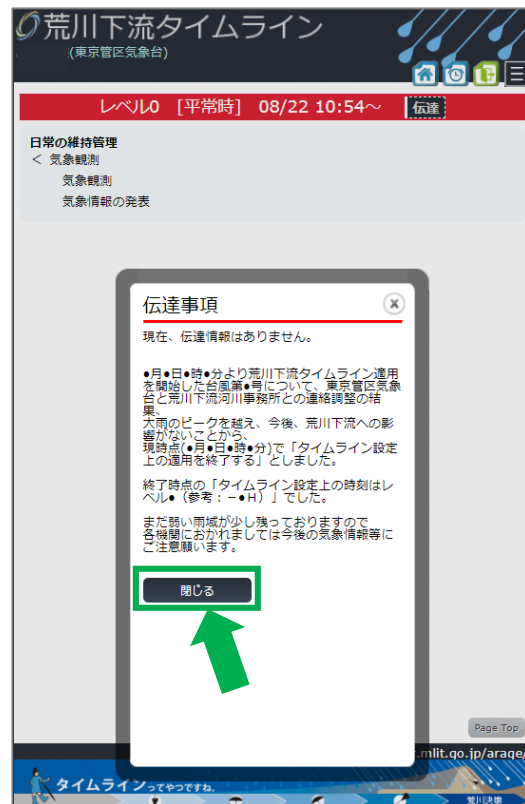 荒川下流タイムライン
(東京管区気象台)
レベル0 [平常時] 08/22 10:54～ 伝達
日常の維持管理
＜ 気象観測
気象観測
気象情報の発表
伝達事項
x
現在、伝達情報はありません。
●月●日●時●分より荒川下流タイムライン適用
を開始した台風第●号について、東京管区気象
台と荒川下流河川事務所との連絡調整の結
果、
大雨のピークを越え、今後、荒川下流への影
響がないことから、
現時点(●月●日●時●分)で「タイムライン設定
上の適用を終了する」としました。
終了時点の「タイムライン設定上の時刻はレ
ベル●（参考：－●H）」でした。
まだ弱い雨域が少し残っておりますので
各機関におかれましては今後の気象情報等に
ご注意願います。
閉じる
Page Top
.mlit.go.jp/arage/
タイムラインってやつですね。
荒川決壊